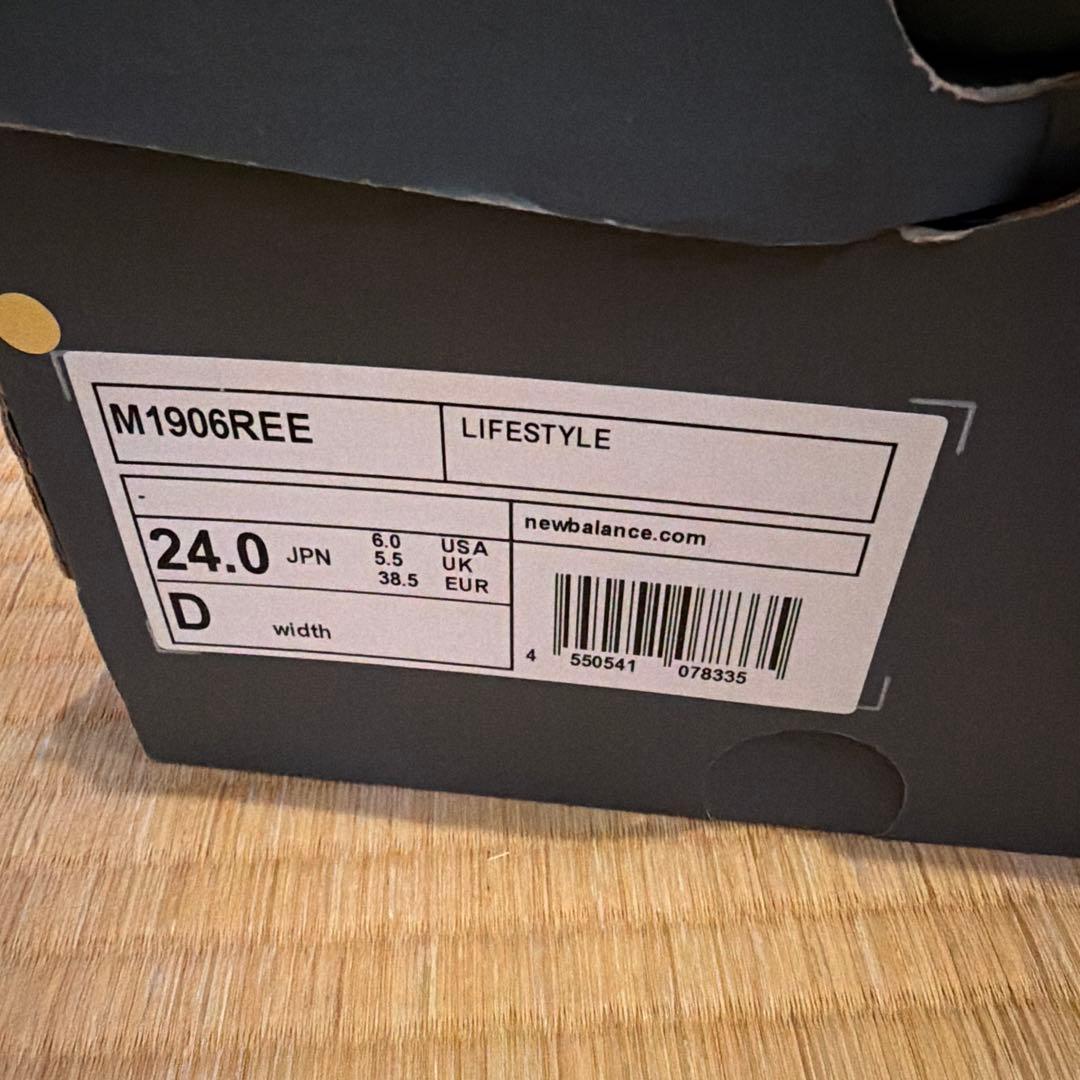 M1906REE
LIFESTYLE
-
newbalance.com
24.0 JPN
6.0 USA
5.5 UK
38.5 EUR
D width
4 550541 078335